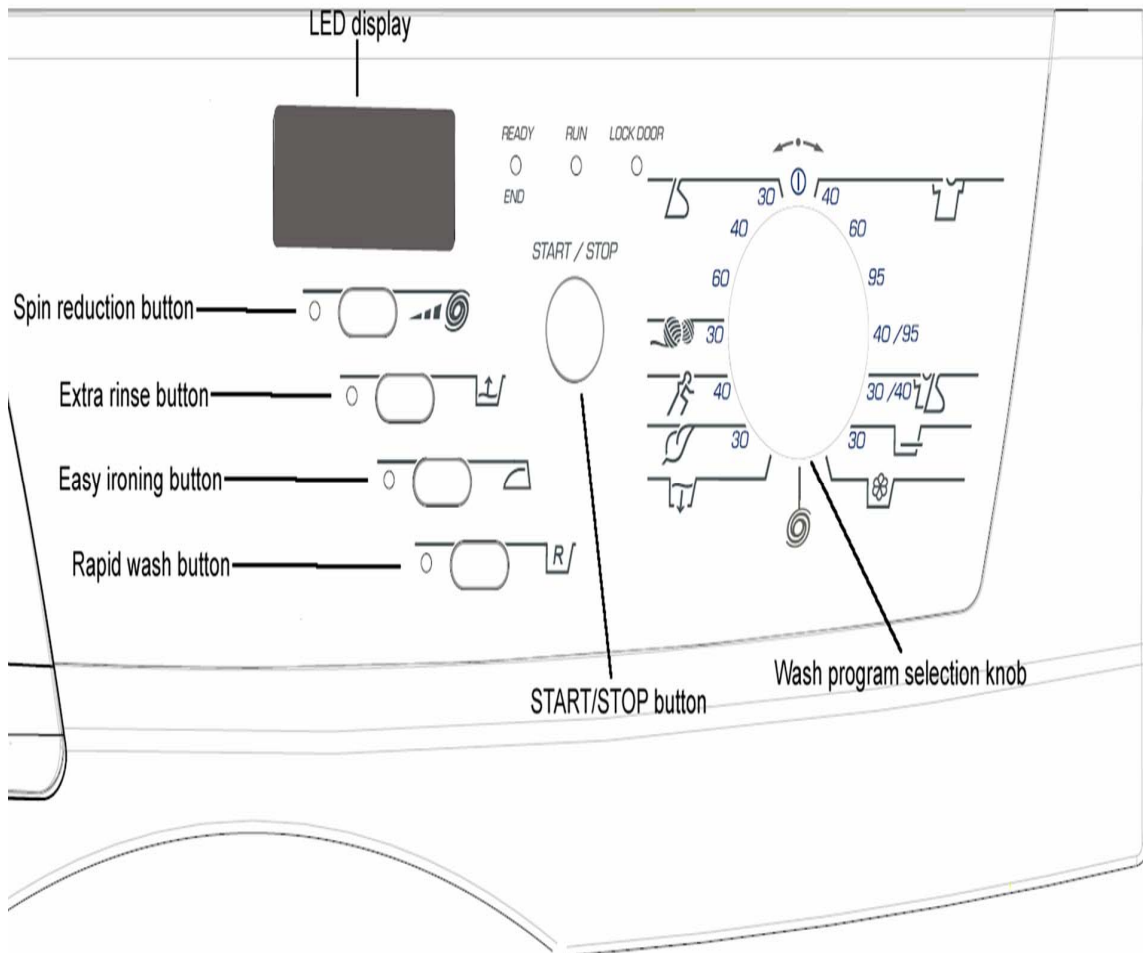 LED display
READY
RUN
LOCK DOOR
END
30
40
40
60
START / STOP
60
95
Spin reduction button
30
40 /95
Extra rinse button
40
30 /40
30
30
Easy ironing button
Rapid wash button
R
Wash program selection knob
START/STOP button